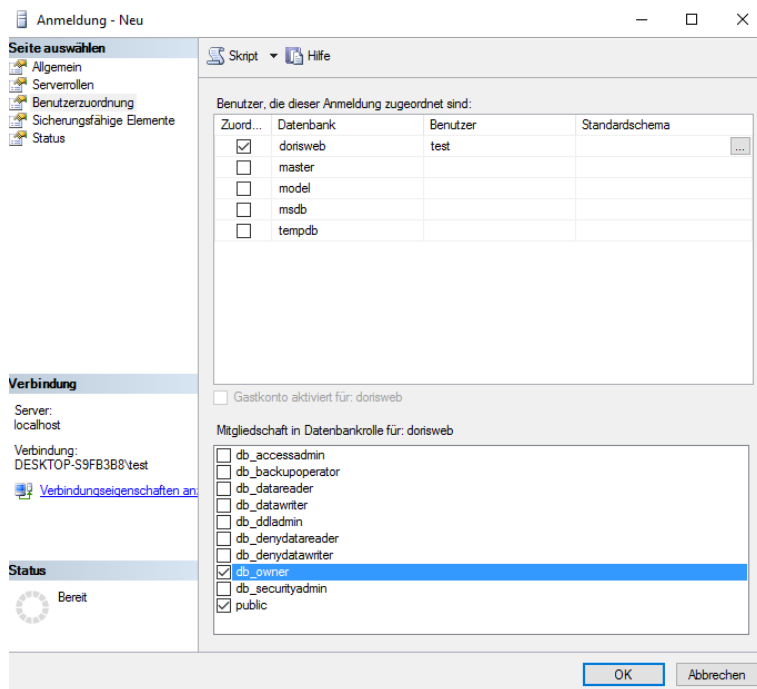 Anmeldung - Neu
Seite auswählen
Allgemein
Serverrollen
Benutzerzuordnung
Sicherungsfähige Elemente
Status
Skript
Hilfe
Benutzer, die dieser Anmeldung zugeordnet sind:
Zuord... Datenbank Benutzer Standardschema
dorisweb test ...
master
model
msdb
tempdb
Gastkonto aktiviert für: dorisweb
Mitgliedschaft in Datenbankrolle für: dorisweb
db_accessadmin
db_backupoperator
db_datareader
db_datawriter
db_ddladmin
db_denydatareader
db_denydatawriter
db_owner
db_securityadmin
public
Verbindung
Server:
localhost
Verbindung:
DESKTOP-S9FB3B8\test
Verbindungseigenschaften an
Status
Bereit
OK
Abbrechen